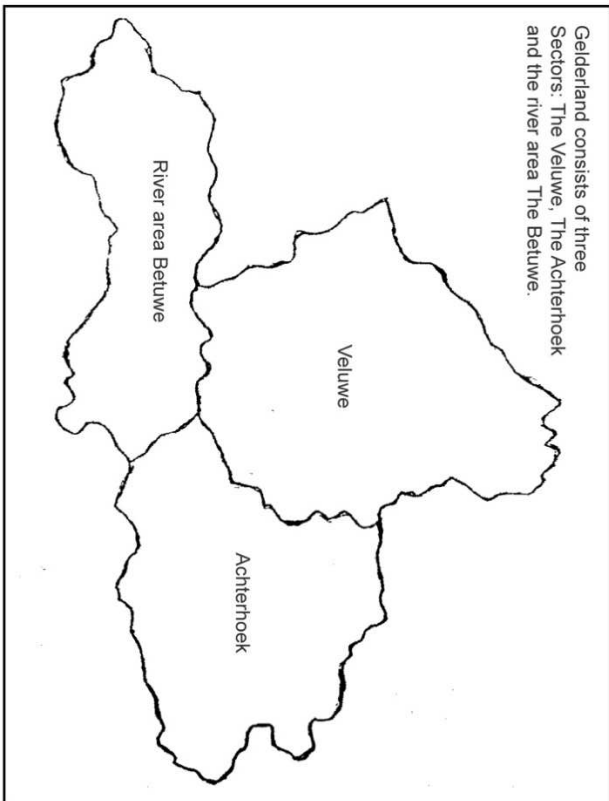 Gelderland consists of three
Sectors: The Veluwe, The Achterhoek
and the river area The Betuwe.
Veluwe
River area Betuwe
Achterhoek